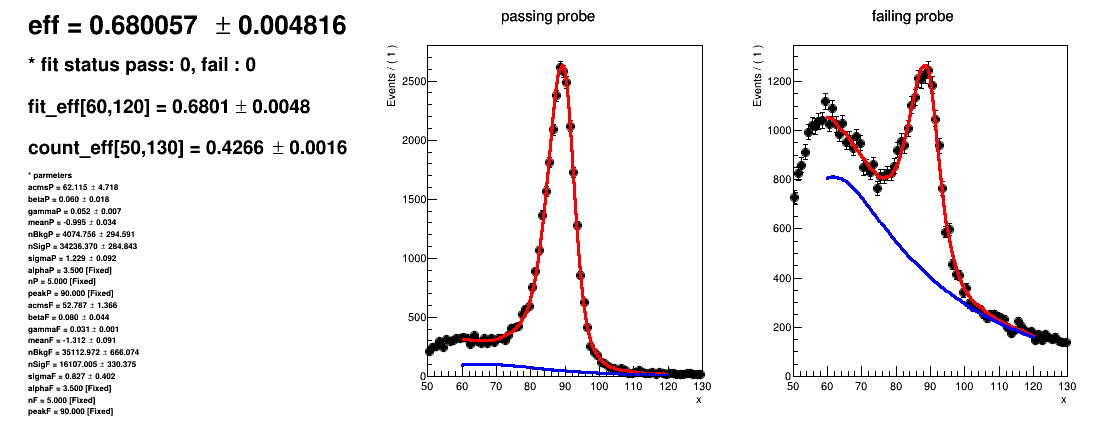 eff = 0.680057 ± 0.004816
* fit status pass: 0, fail : 0
fit_eff[60,120] = 0.6801 ± 0.0048
count_eff[50,130] = 0.4266 ± 0.0016
* parmeters
acmsP = 62.115 ± 4.718
betaP = 0.060 ± 0.018
gammaP = 0.052 ± 0.007
meanP = -0.995 ± 0.034
nBkgP = 4074.756 ± 294.591
nSigP = 34236.370 ± 284.843
sigmaP = 1.229 ± 0.092
alphaP = 3.500 [Fixed]
nP = 5.000 [Fixed]
peakP = 90.000 [Fixed]
acmsF = 52.787 ± 1.366
betaF = 0.080 ± 0.044
gammaF = 0.031 ± 0.001
meanF = -1.312 ± 0.091
nBkgF = 35112.972 ± 666.074
nSigF = 16107.005 ± 330.375
sigmaF = 0.827 ± 0.402
alphaF = 3.500 [Fixed]
nF = 5.000 [Fixed]
peakF = 90.000 [Fixed]
passing probe
Events / ( 1 )
2500
2000
1500
1000
500
0
50 60 70 80 90 100 110 120 130
x
failing probe
Events / ( 1 )
1200
1000
800
600
400
200
0
50 60 70 80 90 100 110 120 130
x